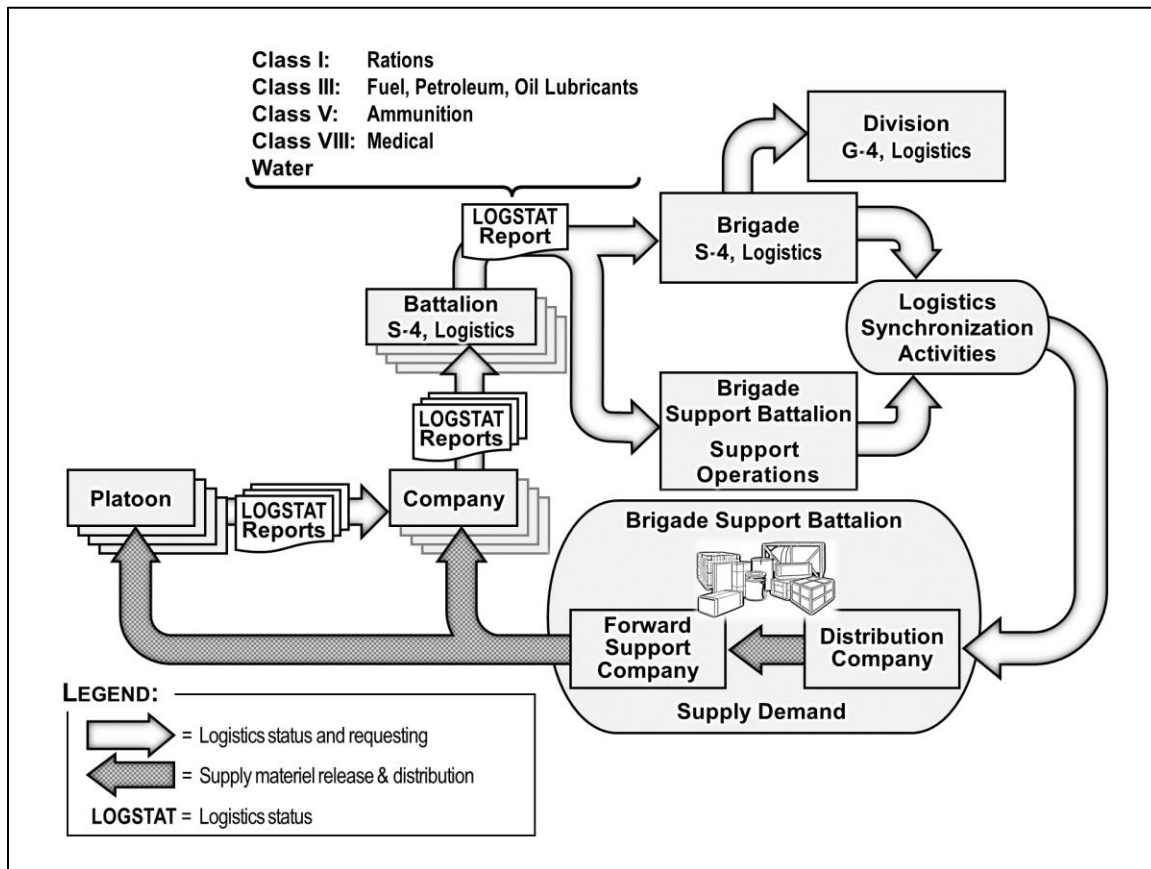 Class I: Rations
Class III: Fuel, Petroleum, Oil Lubricants
Class V: Ammunition
Class VIII: Medical
Water
Division
G-4, Logistics
LOGSTAT
Report
Brigade
S-4, Logistics
Battalion
S-4, Logistics
Logistics
Synchronization
Activities
LOGSTAT
Reports
Brigade
Support Battalion
Support
Operations
Platoon
LOGSTAT
Reports
Company
Brigade Support Battalion
Forward
Support
Company
Distribution
Company
Supply Demand
LEGEND:
= Logistics status and requesting
= Supply materiel release & distribution
LOGSTAT = Logistics status